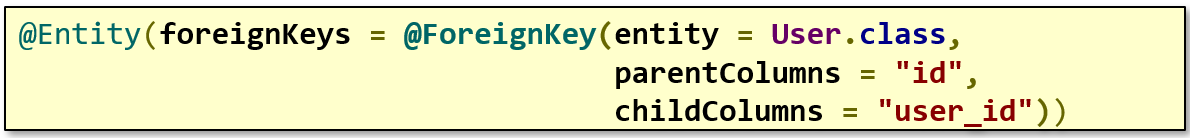 @Entity(foreignKeys = @ForeignKey(entity = User.class,
parentColumns = "id",
childColumns = "user_id"))